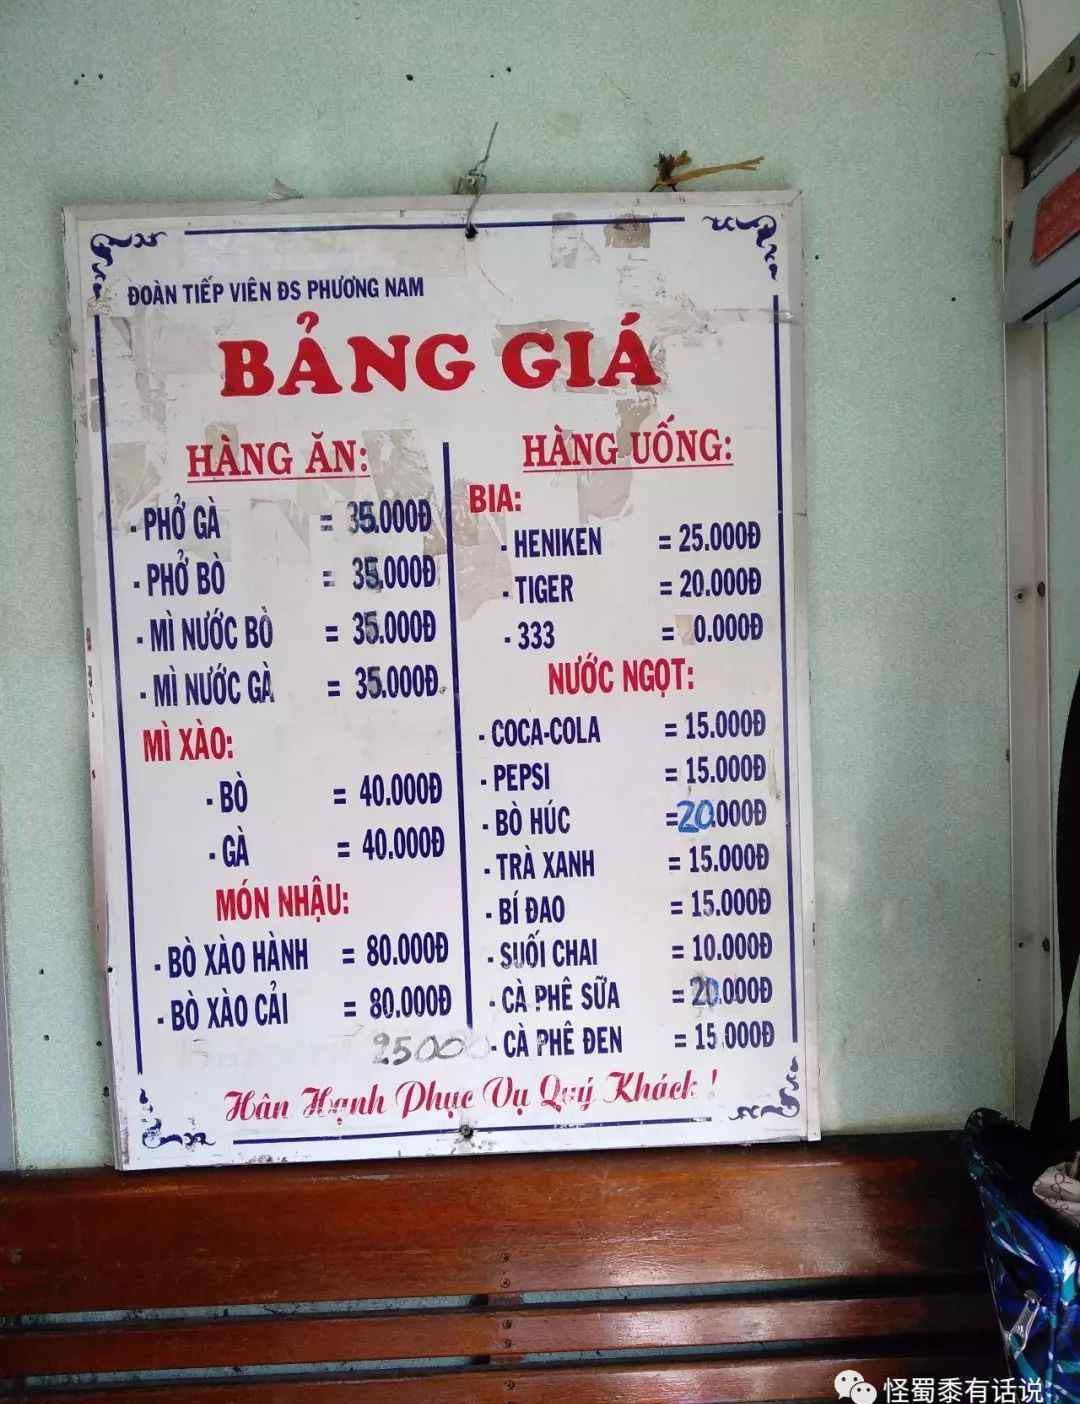 ĐOÀN TIẾP VIÊN ĐS PHƯƠNG NAM
BẢNG GIÁ
HÀNG ĂN:
- PHỞ GÀ = 35.000Đ
- PHỞ BÒ = 35.000Đ
- MÌ NƯỚC BÒ = 35.000Đ
- MÌ NƯỚC GÀ = 35.000Đ
MÌ XÀO:
- BÒ = 40.000Đ
- GÀ = 40.000Đ
MÓN NHẬU:
- BÒ XÀO HÀNH = 80.000Đ
- BÒ XÀO CẢI = 80.000Đ
25000
HÀNG UỐNG:
BIA:
- HENIKEN = 25.000Đ
- TIGER = 20.000Đ
- 333 = 0.000Đ
NƯỚC NGỌT:
- COCA-COLA = 15.000Đ
- PEPSI = 15.000Đ
- BÒ HÚC =20.000Đ
- TRÀ XANH = 15.000Đ
- BÍ ĐAO = 15.000Đ
- SUỐI CHAI = 10.000Đ
- CÀ PHÊ SỮA = 20.000Đ
- CÀ PHÊ ĐEN = 15.000Đ
Hân Hạnh Phục Vụ Quý Khách !
怪蜀黍有话说